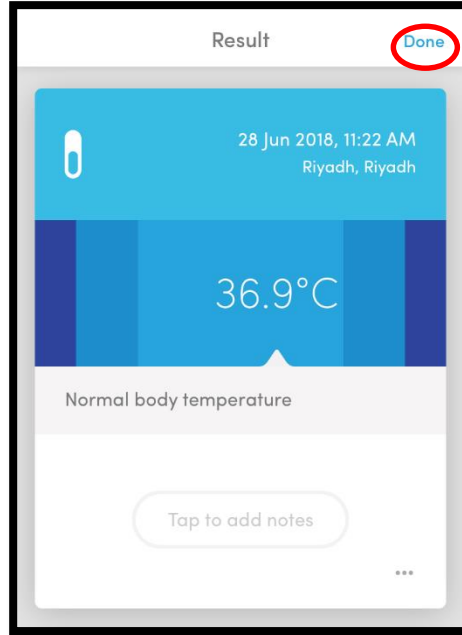 Result
Done
28 Jun 2018, 11:22 AM
Riyadh, Riyadh
36.9°C
Normal body temperature
Tap to add notes